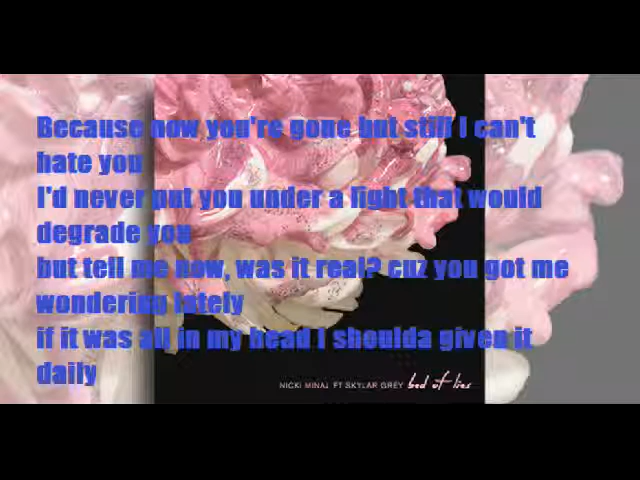 Because now you're gone but still I can't
hate you
I'd never put you under a light that would
degrade you
but tell me now, was it real? cuz you got me
wondering lately
if it was all in my head I shoulda given it
daily
NICKI MINAJ FT SKYLAR GREY bed of lies